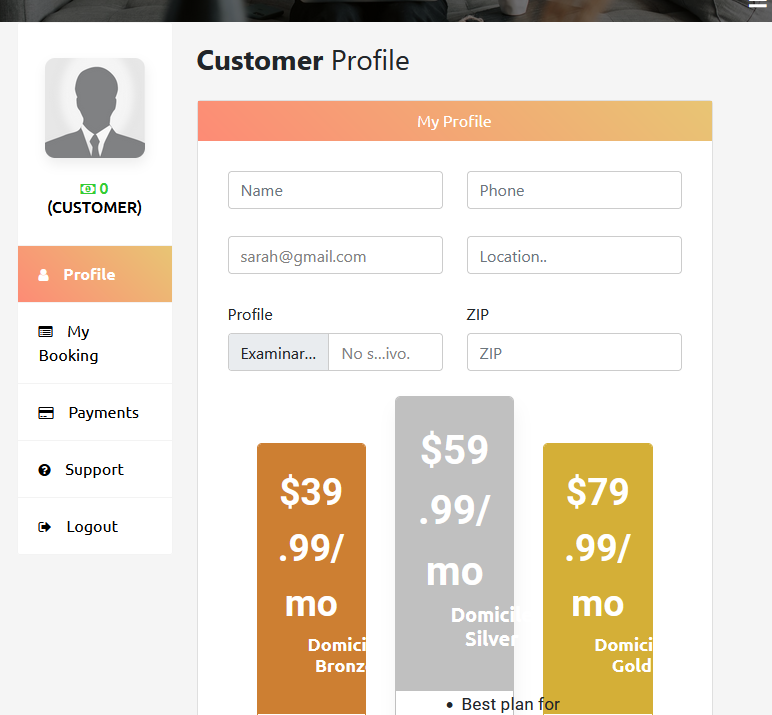 Customer Profile
0
(CUSTOMER)
Profile
My
Booking
Payments
Support
Logout
My Profile
Name
Phone
sarah@gmail.com
Location..
Profile
ZIP
Examinar...
No s...ivo.
ZIP
$39
.99/
mo
Domici
Bronz
$59
.99/
mo
Domici
Silver
Best plan for
$79
.99/
mo
Domici
Gold